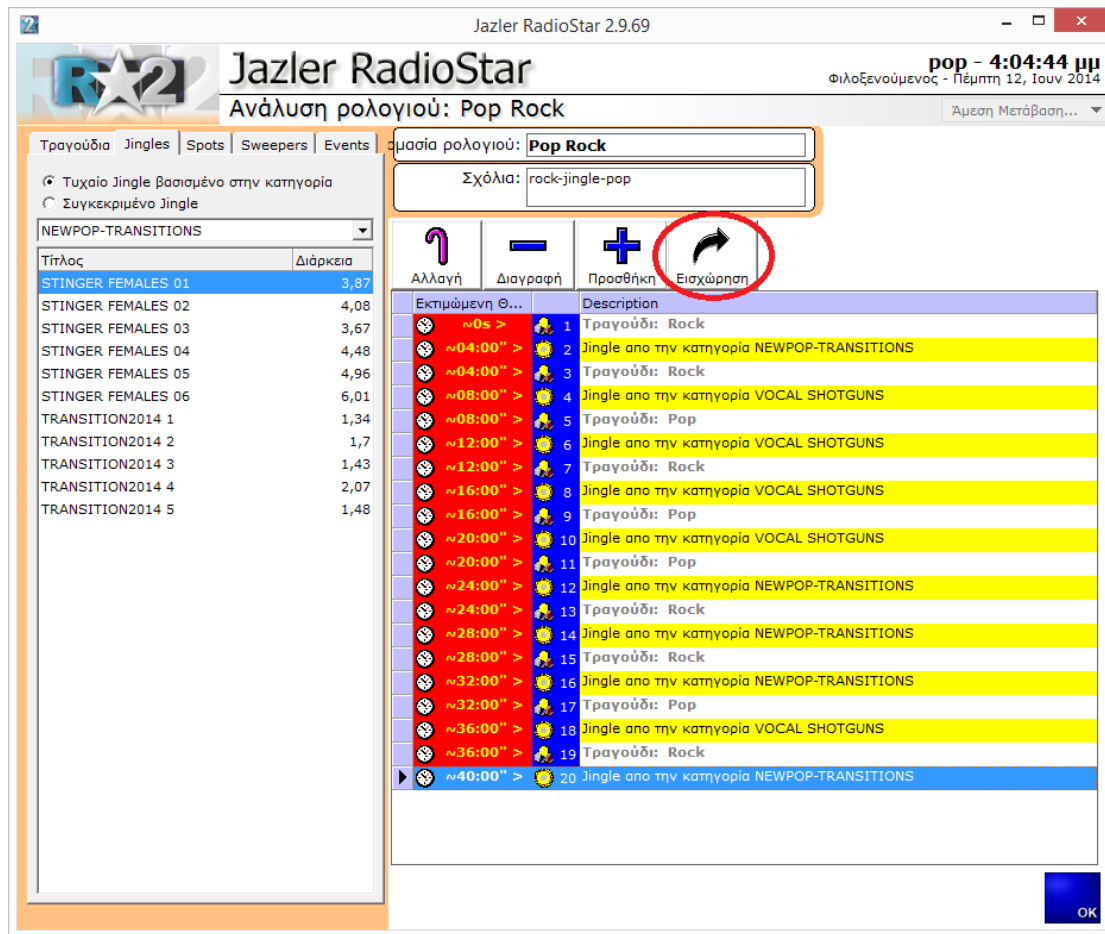 Jazler RadioStar 2.9.69
R 2
Jazler RadioStar
pop - 4:04:44 μμ
Φιλοξενούμενος - Πέμπτη 12, Ιουν 2014
Ανάλυση ρολογιού: Pop Rock
Άμεση Μετάβαση...
Τραγούδια Jingles Spots Sweepers Events
ομασία ρολογιού: Pop Rock
Τυχαίο Jingle βασισμένο στην κατηγορία
Συγκεκριμένο Jingle
Σχόλια: rock-jingle-pop
NEWPOP-TRANSITIONS
Τίτλος Διάρκεια
STINGER FEMALES 01 3,87
STINGER FEMALES 02 4,08
STINGER FEMALES 03 3,67
STINGER FEMALES 04 4,48
STINGER FEMALES 05 4,96
STINGER FEMALES 06 6,01
TRANSITION2014 1 1,34
TRANSITION2014 2 1,7
TRANSITION2014 3 1,43
TRANSITION2014 4 2,07
TRANSITION2014 5 1,48
Αλλαγή Διαγραφή Προσθήκη Εισχώρηση
Εκτιμώμενη Θ... Description
~0s > 1 Τραγούδι: Rock
~04:00" > 2 Jingle απο την κατηγορία NEWPOP-TRANSITIONS
~04:00" > 3 Τραγούδι: Rock
~08:00" > 4 Jingle απο την κατηγορία VOCAL SHOTGUNS
~08:00" > 5 Τραγούδι: Pop
~12:00" > 6 Jingle απο την κατηγορία VOCAL SHOTGUNS
~12:00" > 7 Τραγούδι: Rock
~16:00" > 8 Jingle απο την κατηγορία VOCAL SHOTGUNS
~16:00" > 9 Τραγούδι: Pop
~20:00" > 10 Jingle απο την κατηγορία VOCAL SHOTGUNS
~20:00" > 11 Τραγούδι: Pop
~24:00" > 12 Jingle απο την κατηγορία NEWPOP-TRANSITIONS
~24:00" > 13 Τραγούδι: Rock
~28:00" > 14 Jingle απο την κατηγορία NEWPOP-TRANSITIONS
~28:00" > 15 Τραγούδι: Rock
~32:00" > 16 Jingle απο την κατηγορία NEWPOP-TRANSITIONS
~32:00" > 17 Τραγούδι: Pop
~36:00" > 18 Jingle απο την κατηγορία VOCAL SHOTGUNS
~36:00" > 19 Τραγούδι: Rock
~40:00" > 20 Jingle απο την κατηγορία NEWPOP-TRANSITIONS
OK